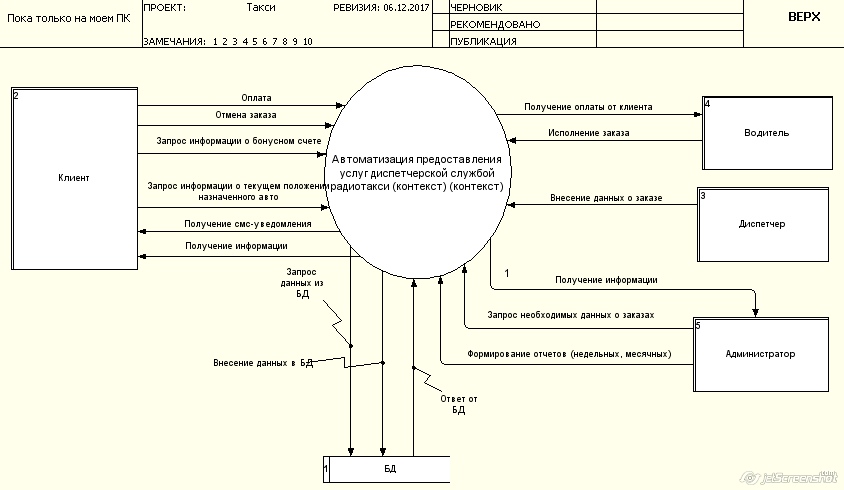 Пока только на моем ПК
ПРОЕКТ: Такси
РЕВИЗИЯ: 06.12.2017
ЗАМЕЧАНИЯ: 1 2 3 4 5 6 7 8 9 10
ЧЕРНОВИК
РЕКОМЕНДОВАНО
ПУБЛИКАЦИЯ
ВЕРХ
2
Клиент
Оплата
Отмена заказа
Запрос информации о бонусном счете
Запрос информации о текущем положении
назначенного авто
Получение смс-уведомления
Получение информации
Автоматизация предоставления
услуг диспетчерской службой
радиотакси (контекст) (контекст)
1
Получение оплаты от клиента
Исполнение заказа
4
Водитель
Внесение данных о заказе
3
Диспетчер
Получение информации
Запрос необходимых данных о заказах
Формирование отчетов (недельных, месячных)
5
Администратор
Запрос
данных из
БД
Внесение данных в БД
Ответ от
БД
1
БД
jetScreenshot